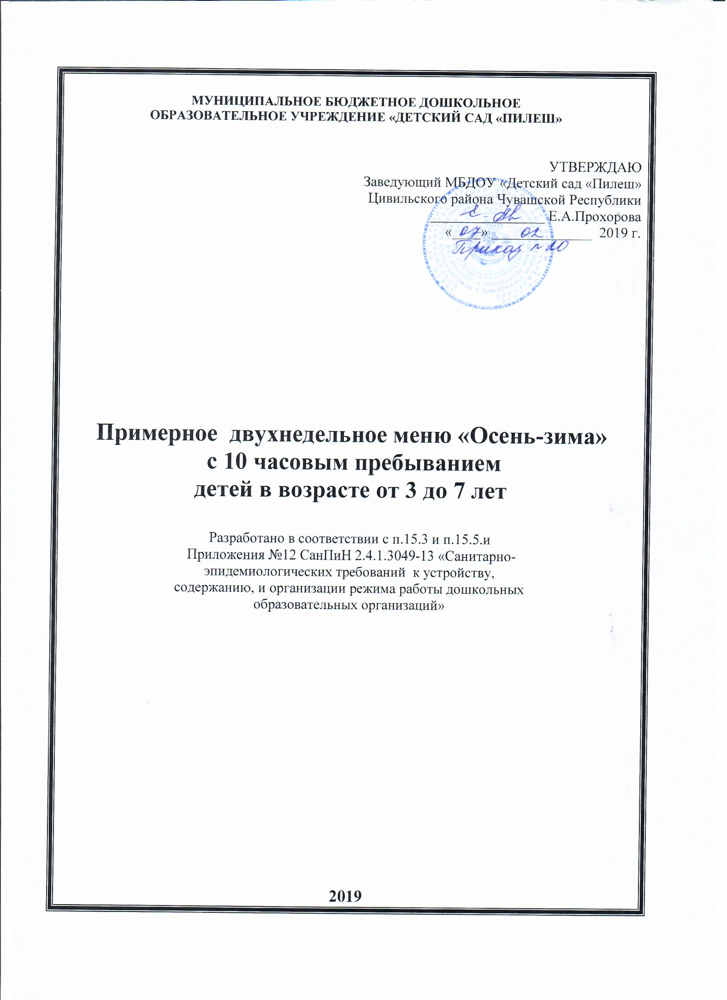 МУНИЦИПАЛЬНОЕ БЮДЖЕТНОЕ ДОШКОЛЬНОЕ
ОБРАЗОВАТЕЛЬНОЕ УЧРЕЖДЕНИЕ «ДЕТСКИЙ САД «ПИЛЕШ»
УТВЕРЖДАЮ
Заведующий МБДОУ «Детский сад «Пилеш»
Цивильского района Чувашской Республики
Е.А.Прохорова
«07» 02 2019 г.
Приказ № 20
Примерное двухнедельное меню «Осень-зима»
с 10 часовым пребыванием
детей в возрасте от 3 до 7 лет
Разработано в соответствии с п.15.3 и п.15.5.и
Приложения №12 СанПиН 2.4.1.3049-13 «Санитарно-
эпидемиологических требований к устройству,
содержанию, и организации режима работы дошкольных
образовательных организаций»
2019